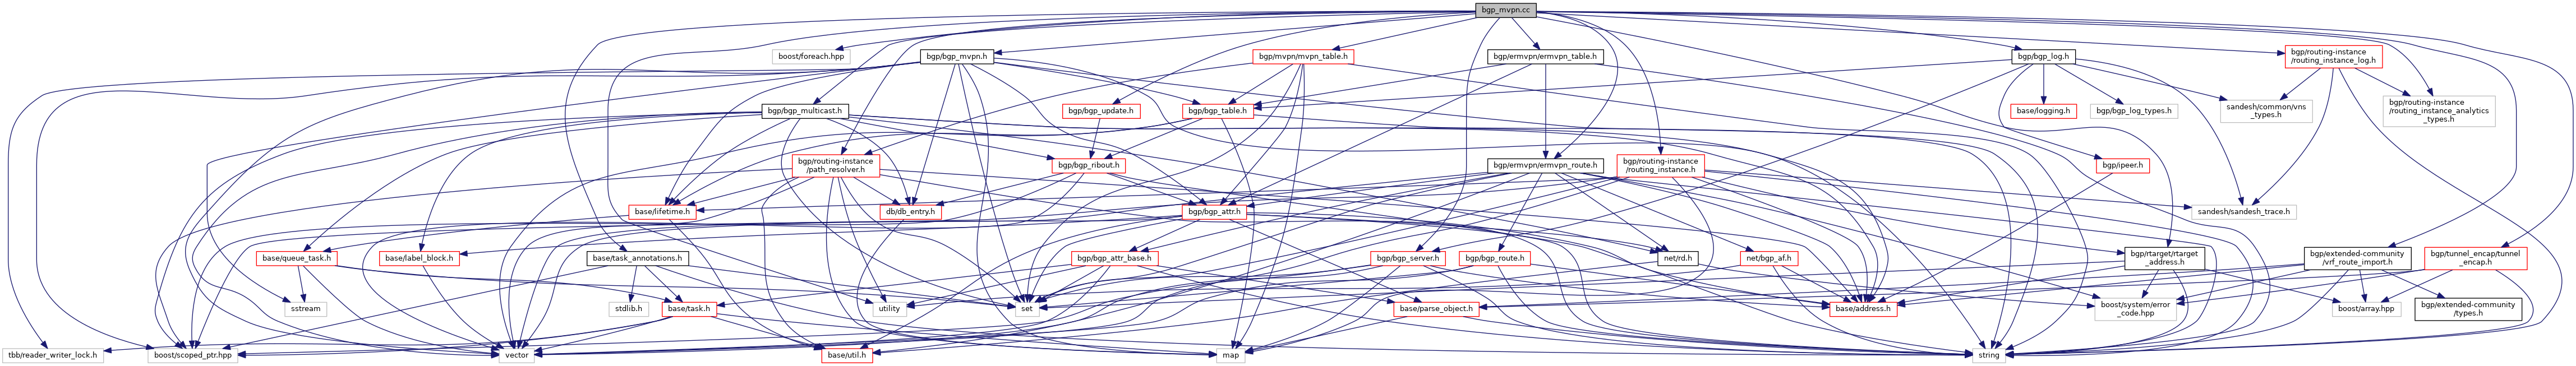 bgp_mvpn.cc
boost/foreach.hpp
bgp/bgp_mvpn.h
bgp/mvpn/mvpn_table.h
bgp/ermvpn/ermvpn_table.h
bgp/bgp_log.h
bgp/routing-instance
/routing_instance_log.h
bgp/bgp_multicast.h
bgp/bgp_update.h
bgp/bgp_table.h
base/logging.h
bgp/bgp_log_types.h
sandesh/common/vns
_types.h
bgp/routing-instance
/routing_instance_analytics
_types.h
bgp/routing-instance
/path_resolver.h
bgp/bgp_ribout.h
bgp/ermvpn/ermvpn_route.h
bgp/routing-instance
/routing_instance.h
bgp/ipeer.h
base/lifetime.h
db/db_entry.h
bgp/bgp_attr.h
sandesh/sandesh_trace.h
base/queue_task.h
base/label_block.h
base/task_annotations.h
bgp/bgp_attr_base.h
bgp/bgp_server.h
bgp/bgp_route.h
net/rd.h
net/bgp_af.h
bgp/rtarget/rtarget
_address.h
bgp/extended-community
/vrf_route_import.h
bgp/tunnel_encap/tunnel
_encap.h
sstream
stdlib.h
base/task.h
utility
set
base/parse_object.h
base/address.h
boost/system/error
_code.hpp
boost/array.hpp
bgp/extended-community
/types.h
tbb/reader_writer_lock.h
boost/scoped_ptr.hpp
vector
base/util.h
map
string